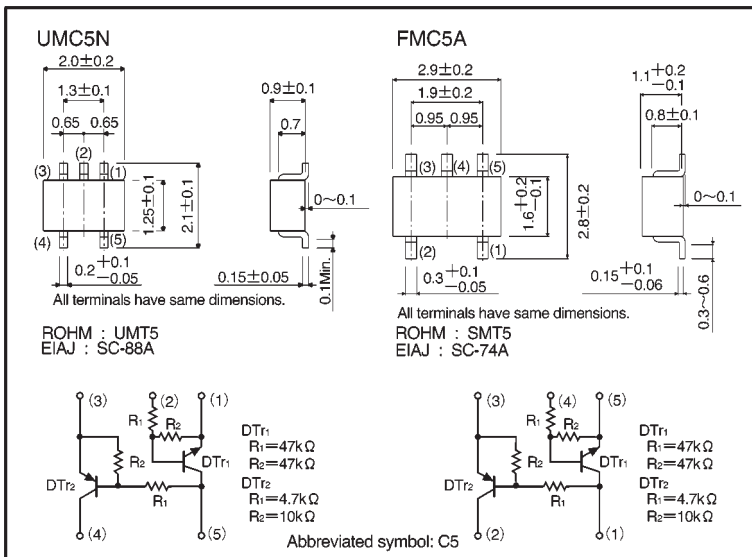 UMC5N
2.0±0.2
1.3±0.1
0.65 0.65
(2)
(3) (1)
1.25±0.1
2.1±0.1
(4) (5)
0.2 +0.1 −0.05
0.9±0.1
0.7
0~0.1
0.15±0.05
0.1Min.
All terminals have same dimensions.
ROHM : UMT5
EIAJ : SC-88A
FMC5A
2.9±0.2
1.9±0.2
0.95 0.95
(3) (4) (5)
1.6 +0.2 −0.1
2.8±0.2
(2) (1)
0.3 +0.1 −0.05
1.1 +0.2 −0.1
0.8±0.1
0~0.1
0.15 +0.1 −0.06
0.3~0.6
All terminals have same dimensions.
ROHM : SMT5
EIAJ : SC-74A
(3) (2) (1)
R1
R2
R2
DTr1
DTr2
R1
(4) (5)
DTr1
R1=47kΩ
R2=47kΩ
DTr2
R1=4.7kΩ
R2=10kΩ
(3) (4) (5)
R1
R2
R2
DTr1
DTr2
R1
(2) (1)
DTr1
R1=47kΩ
R2=47kΩ
DTr2
R1=4.7kΩ
R2=10kΩ
Abbreviated symbol: C5